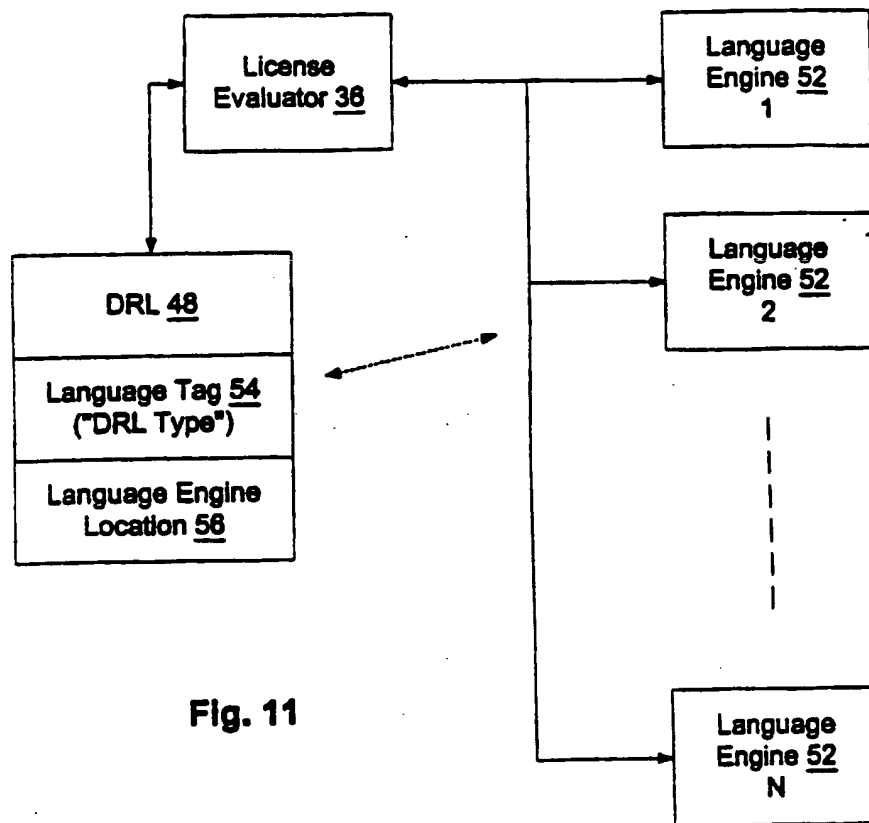 License
Evaluator 36
Language
Engine 52
1
Language
Engine 52
2
DRL 48
Language Tag 54
("DRL Type")
Language Engine
Location 56
Language
Engine 52
N
Fig. 11